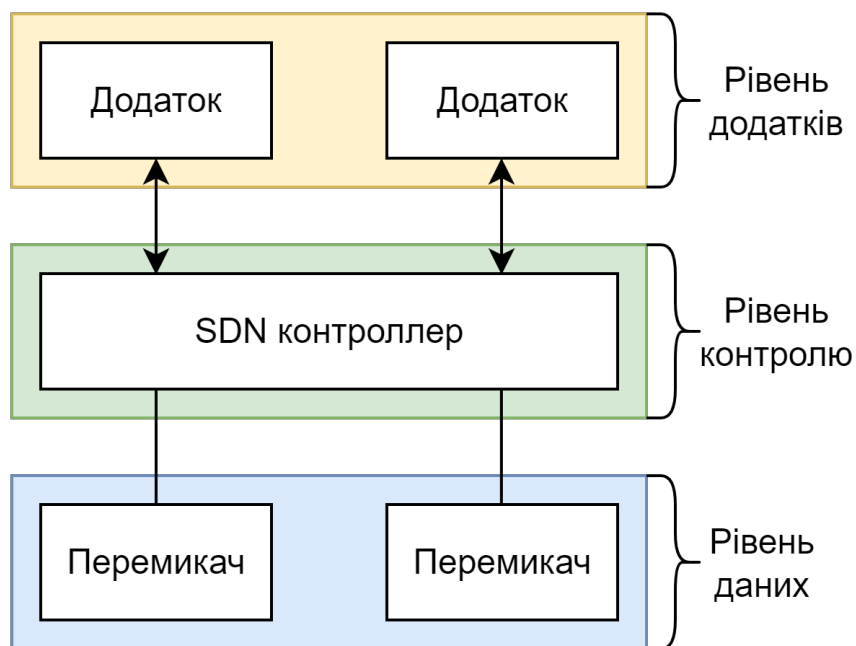 Додаток
Додаток
Рівень
додатків
SDN контроллер
Рівень
контролю
Перемикач
Перемикач
Рівень
даних